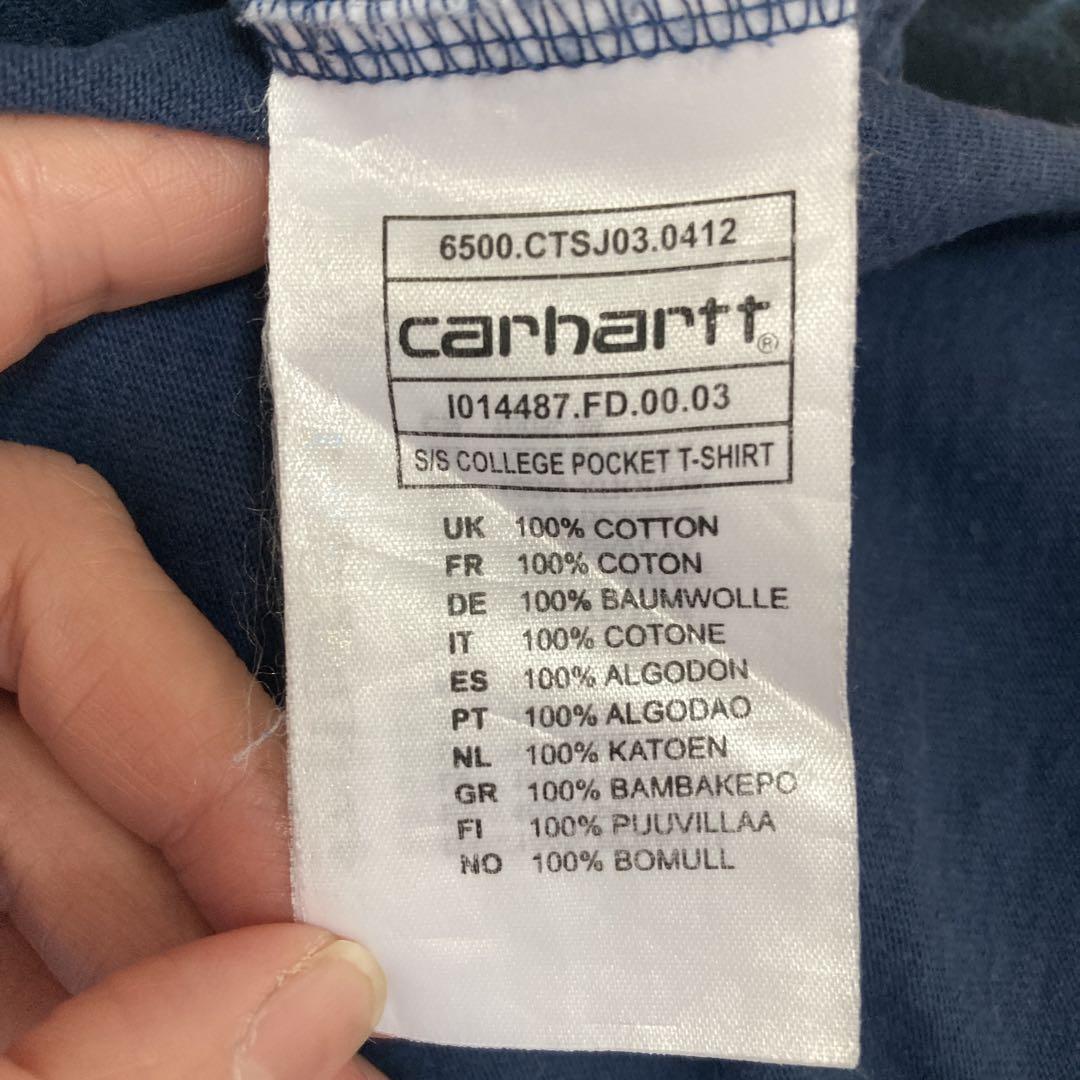 6500.CTSJ03.0412
carhartt®
I014487.FD.00.03
S/S COLLEGE POCKET T-SHIRT
UK 100% COTTON
FR 100% COTON
DE 100% BAUMWOLLE
IT 100% COTONE
ES 100% ALGODON
PT 100% ALGODAO
NL 100% KATOEN
GR 100% BAMBAKEPO
FI 100% PUUVILLAA
NO 100% BOMULL